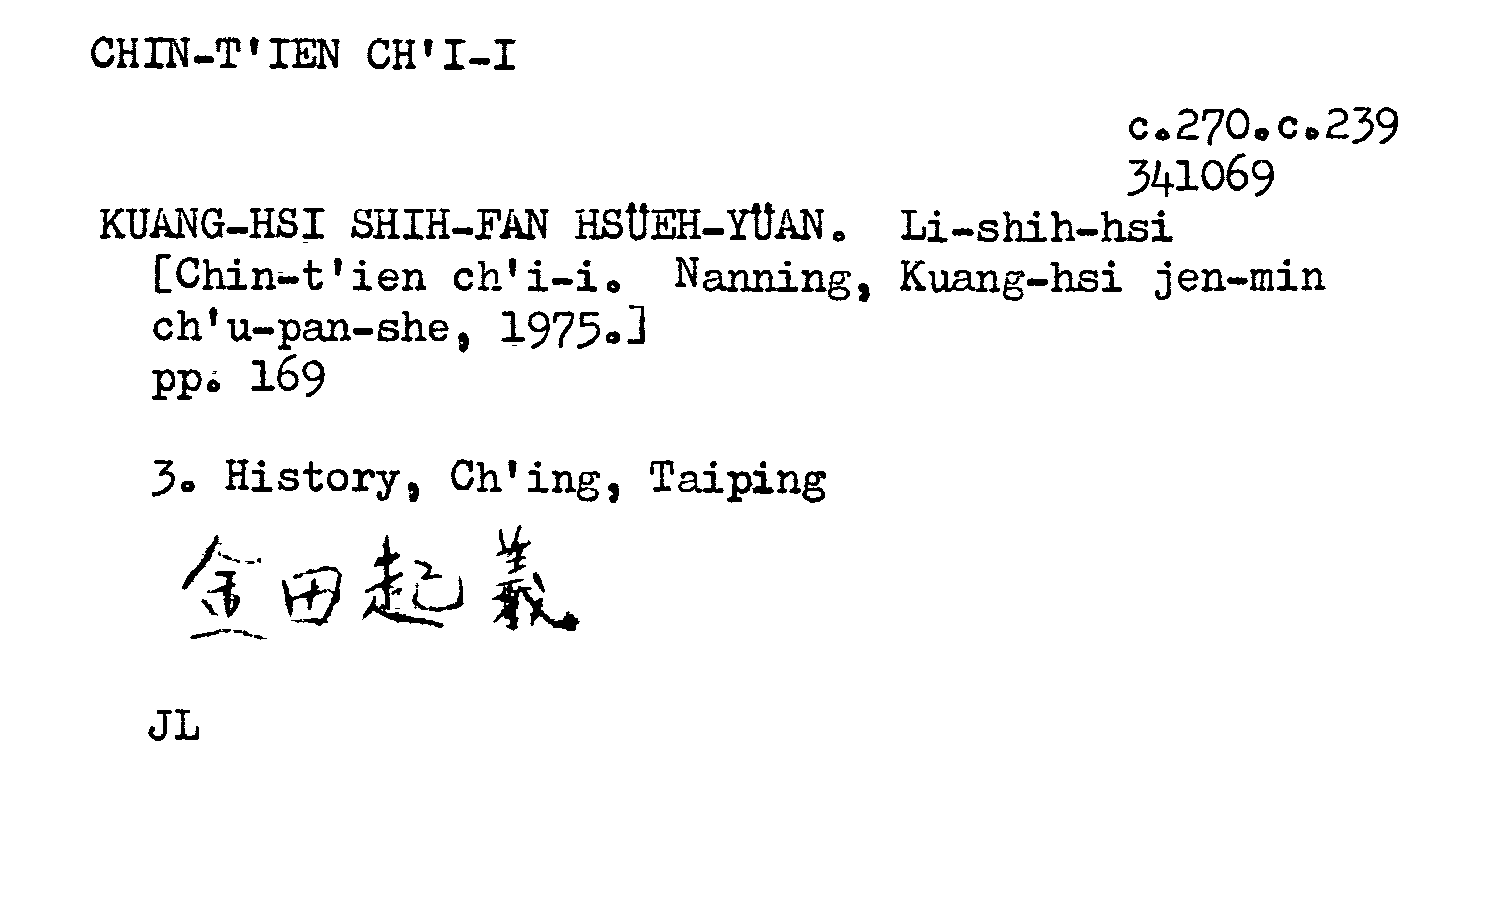 CHIN-T'IEN CH'I-I
c.270.c.239
341069
KUANG-HSI SHIH-FAN HSÜEH-YÜAN. Li-shih-hsi
[Chin-t'ien ch'i-i. Nanning, Kuang-hsi jen-min
ch'u-pan-she, 1975.]
pp. 169
3. History, Ch'ing, Taiping
金田起義
JL